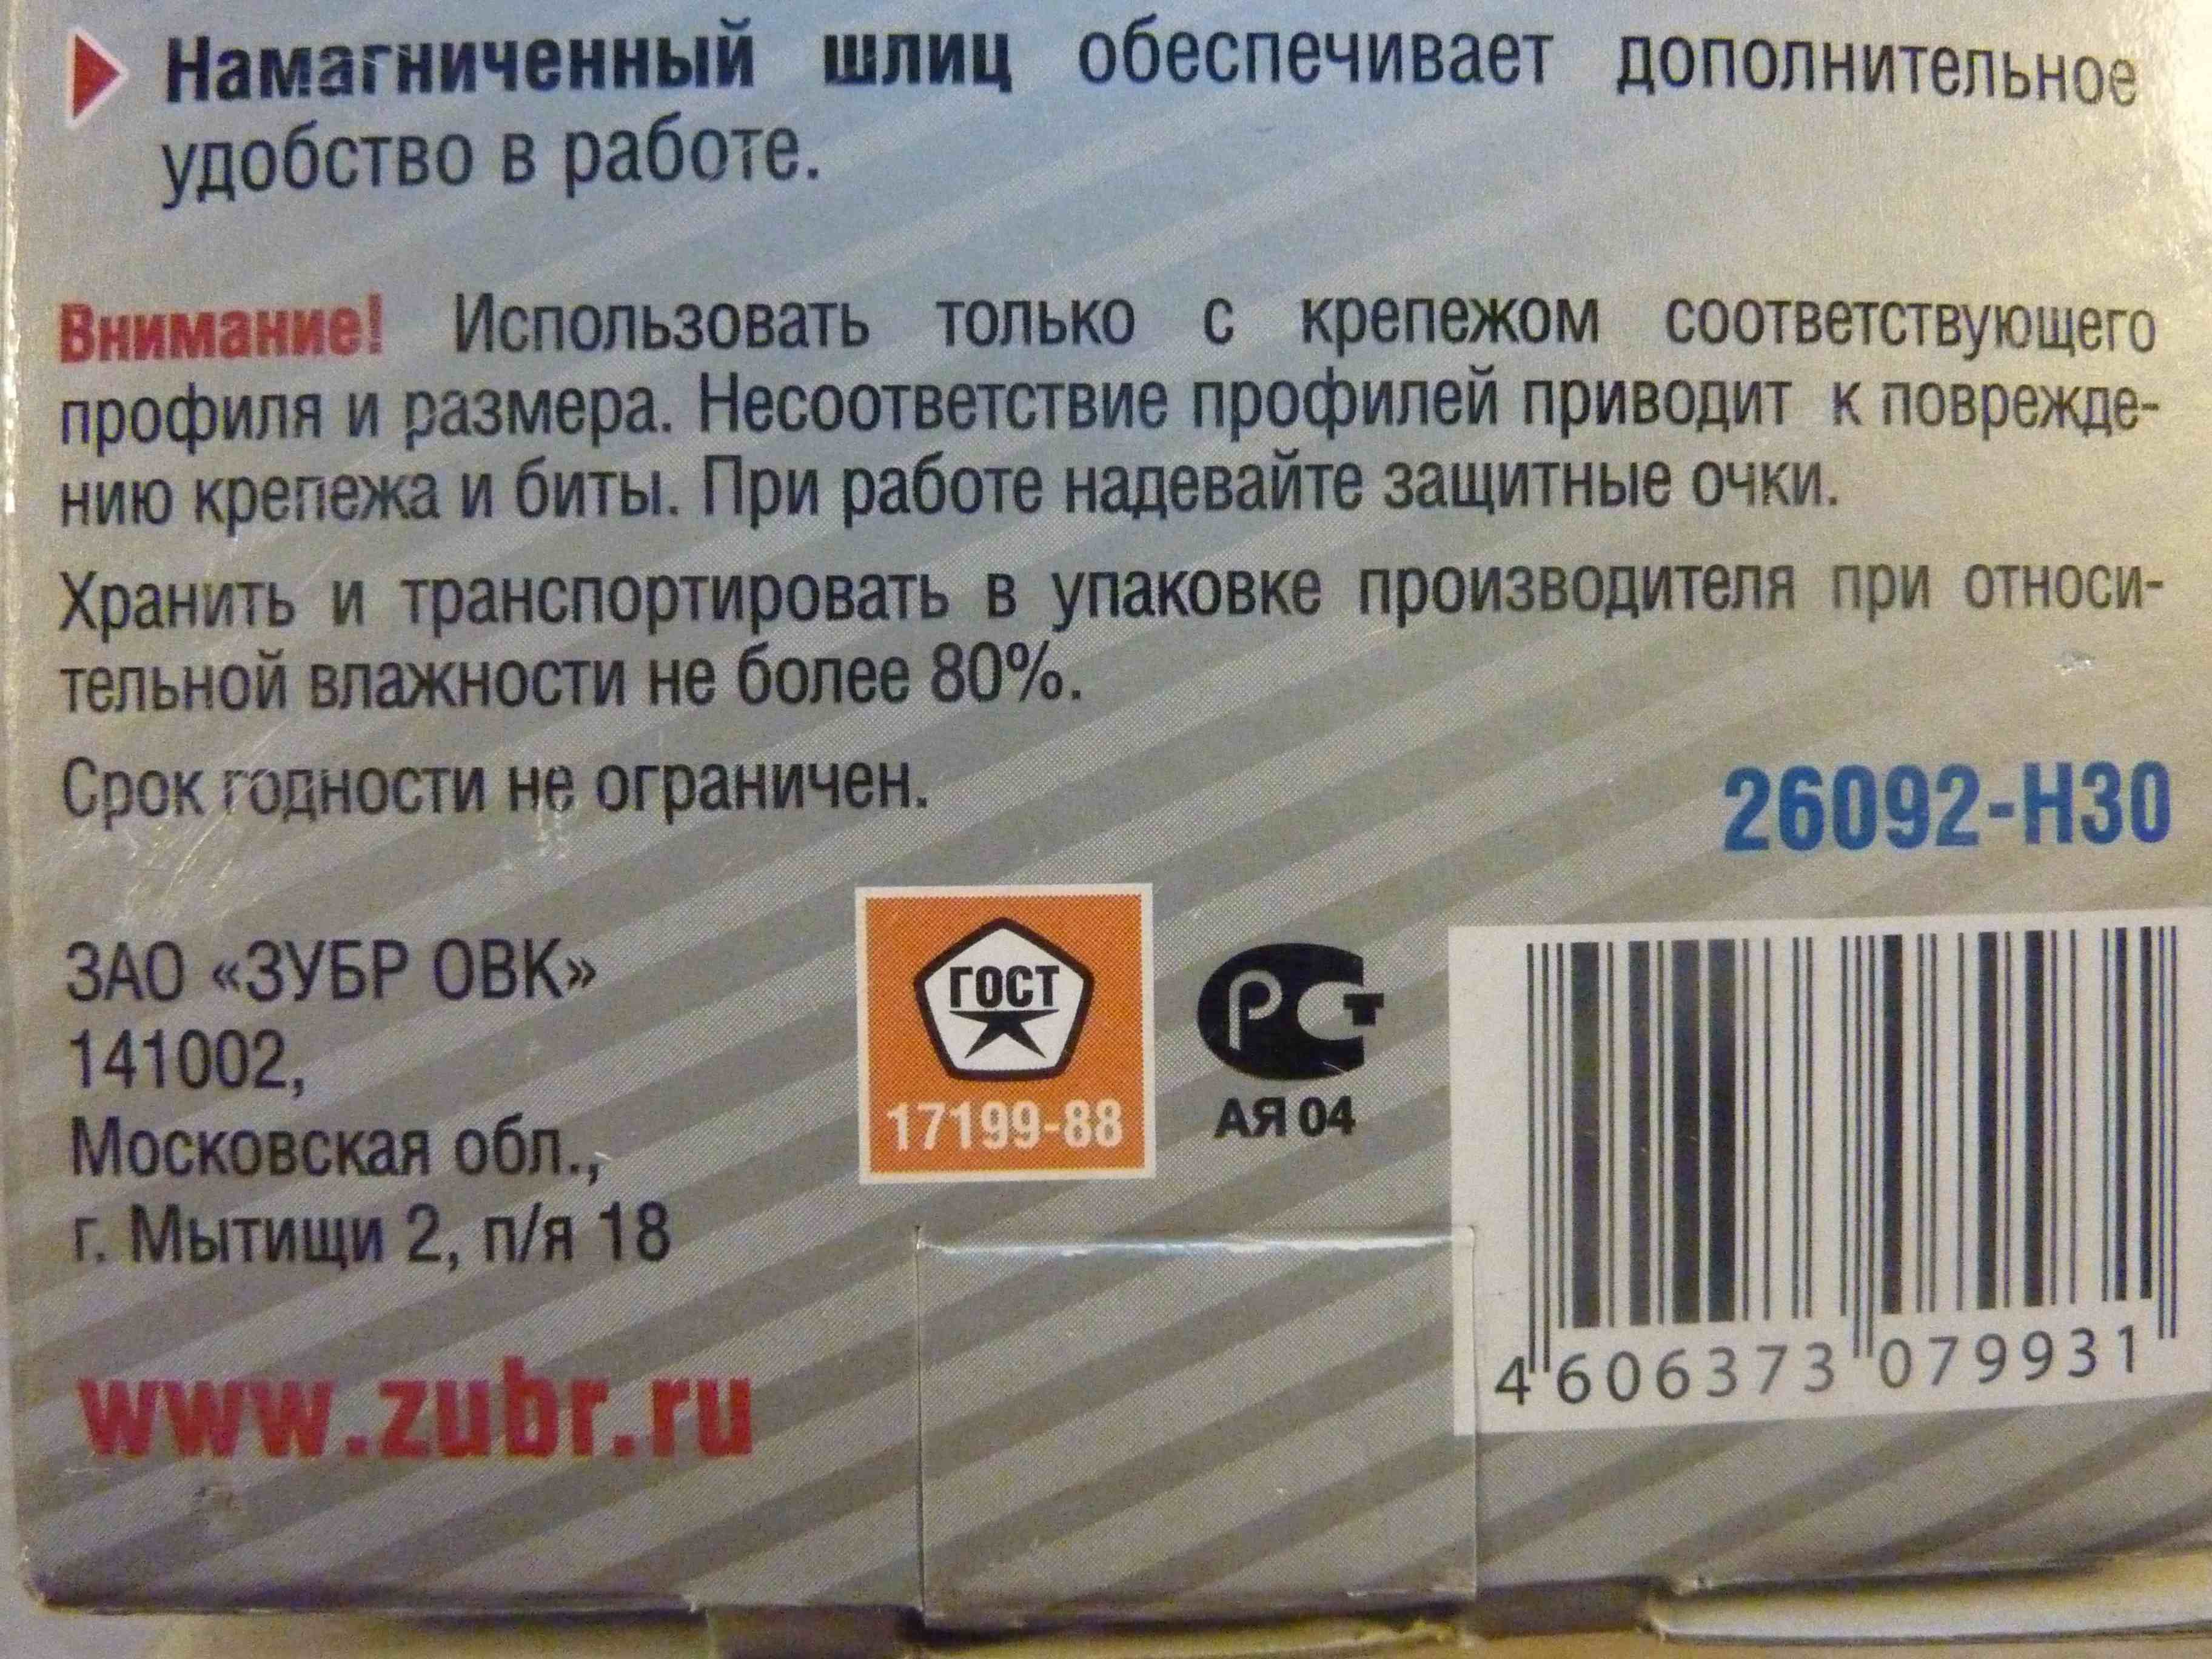 Намагниченный шлиц обеспечивает дополнительное
удобство в работе.
Внимание! Использовать только с крепежом соответствующего
профиля и размера. Несоответствие профилей приводит к поврежде-
нию крепежа и биты. При работе надевайте защитные очки.
Хранить и транспортировать в упаковке производителя при относи-
тельной влажности не более 80%.
Срок годности не ограничен.
26092-H30
ЗАО «ЗУБР ОВК»
141002,
Московская обл.,
г. Мытищи 2, п/я 18
www.zubr.ru
ГОСТ
17199-88
РСТ
АЯ 04
4 606373 079931